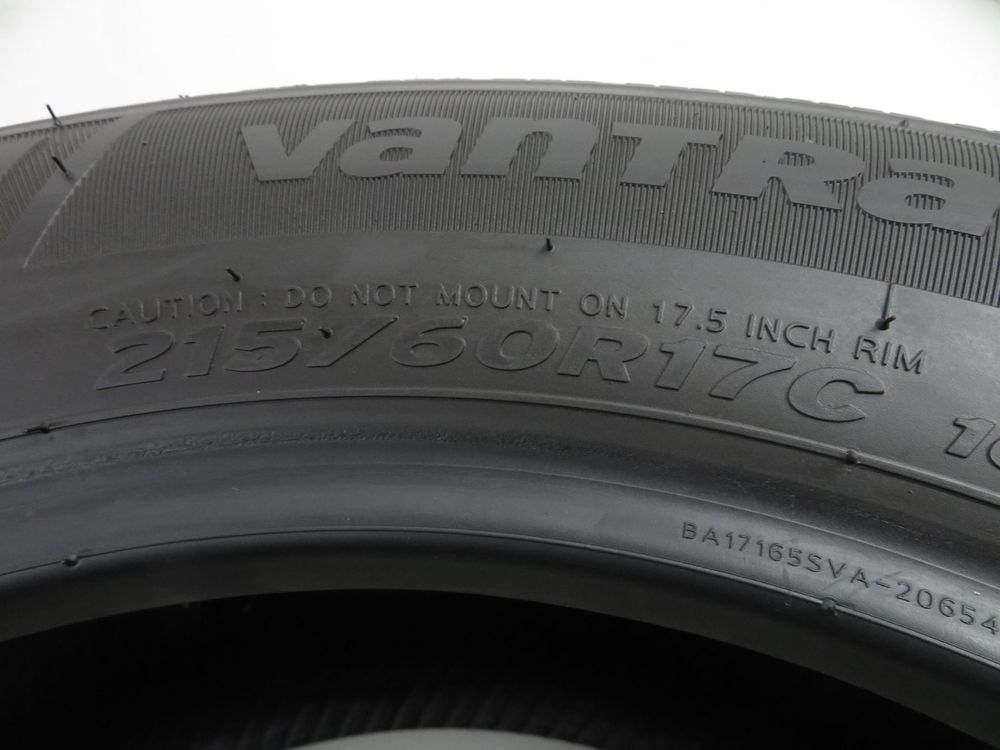 vanTRa
CAUTION : DO NOT MOUNT ON 17.5 INCH RIM
215/60R17C
BA17165SVA-20654